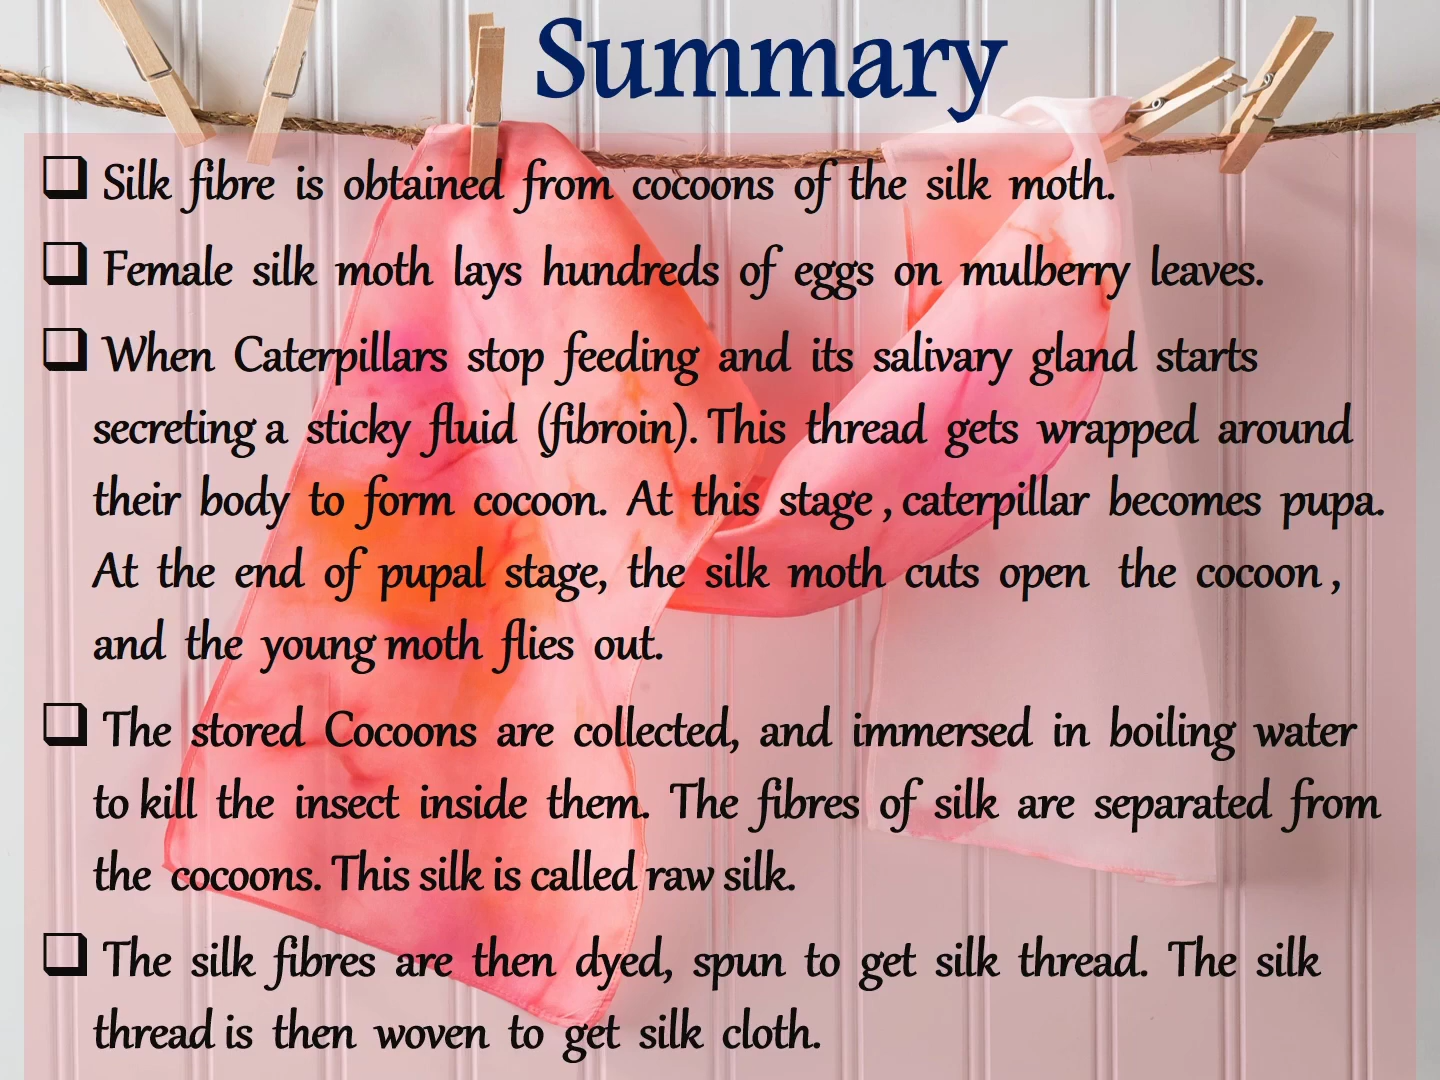 Summary
❑ Silk fibre is obtained from cocoons of the silk moth.
❑ Female silk moth lays hundreds of eggs on mulberry leaves.
❑ When Caterpillars stop feeding and its salivary gland starts
secreting a sticky fluid (fibroin). This thread gets wrapped around
their body to form cocoon. At this stage , caterpillar becomes pupa.
At the end of pupal stage, the silk moth cuts open the cocoon ,
and the young moth flies out.
❑ The stored Cocoons are collected, and immersed in boiling water
to kill the insect inside them. The fibres of silk are separated from
the cocoons. This silk is called raw silk.
❑ The silk fibres are then dyed, spun to get silk thread. The silk
thread is then woven to get silk cloth.